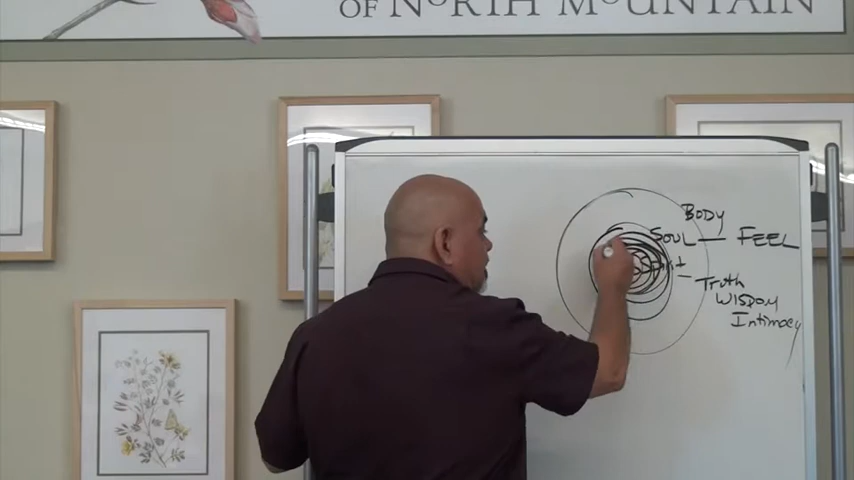 OF NORTH MOUNTAIN
BODY
SOUL — FEEL
— Truth
WISDOM
Intimacy